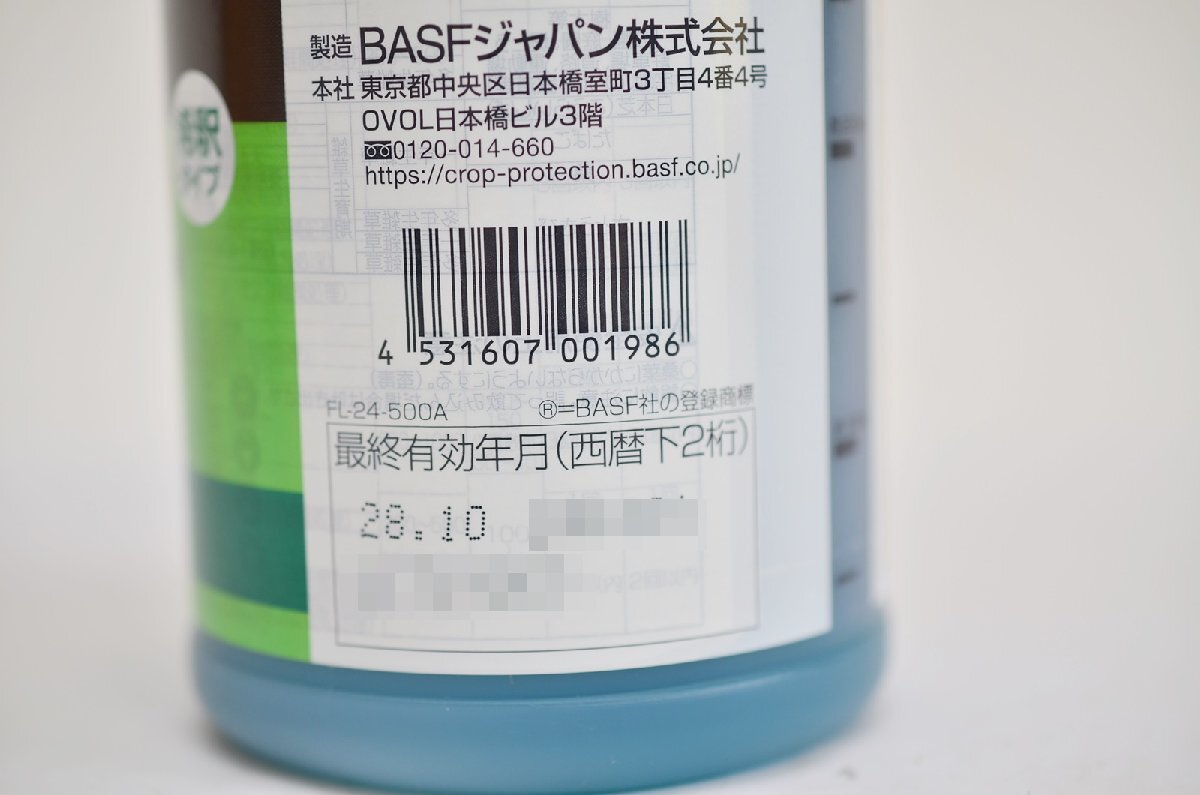 製造 BASFジャパン株式会社
本社 東京都中央区日本橋室町3丁目4番4号
OVOL日本橋ビル3階
0120-014-660
https://crop-protection.basf.co.jp/
釈
イプ
4 531607 001986
FL-24-500A ®=BASF社の登録商標
最終有効年月(西暦下2桁)
28.10